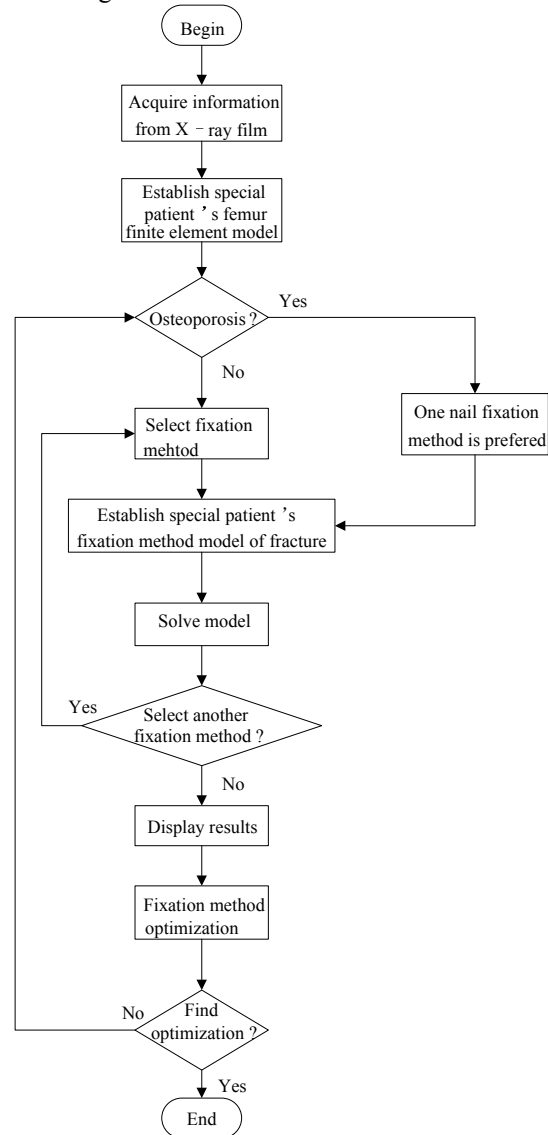 Begin
Acquire information
from X - ray film
Establish special
patient ’ s femur
finite element model
Osteoporosis ?
Yes
No
Select fixation
mehtod
One nail fixation
method is prefered
Establish special patient ’ s
fixation method model of fracture
Solve model
Yes
Select another
fixation method ?
No
Display results
Fixation method
optimization
No
Find
optimization ?
Yes
End